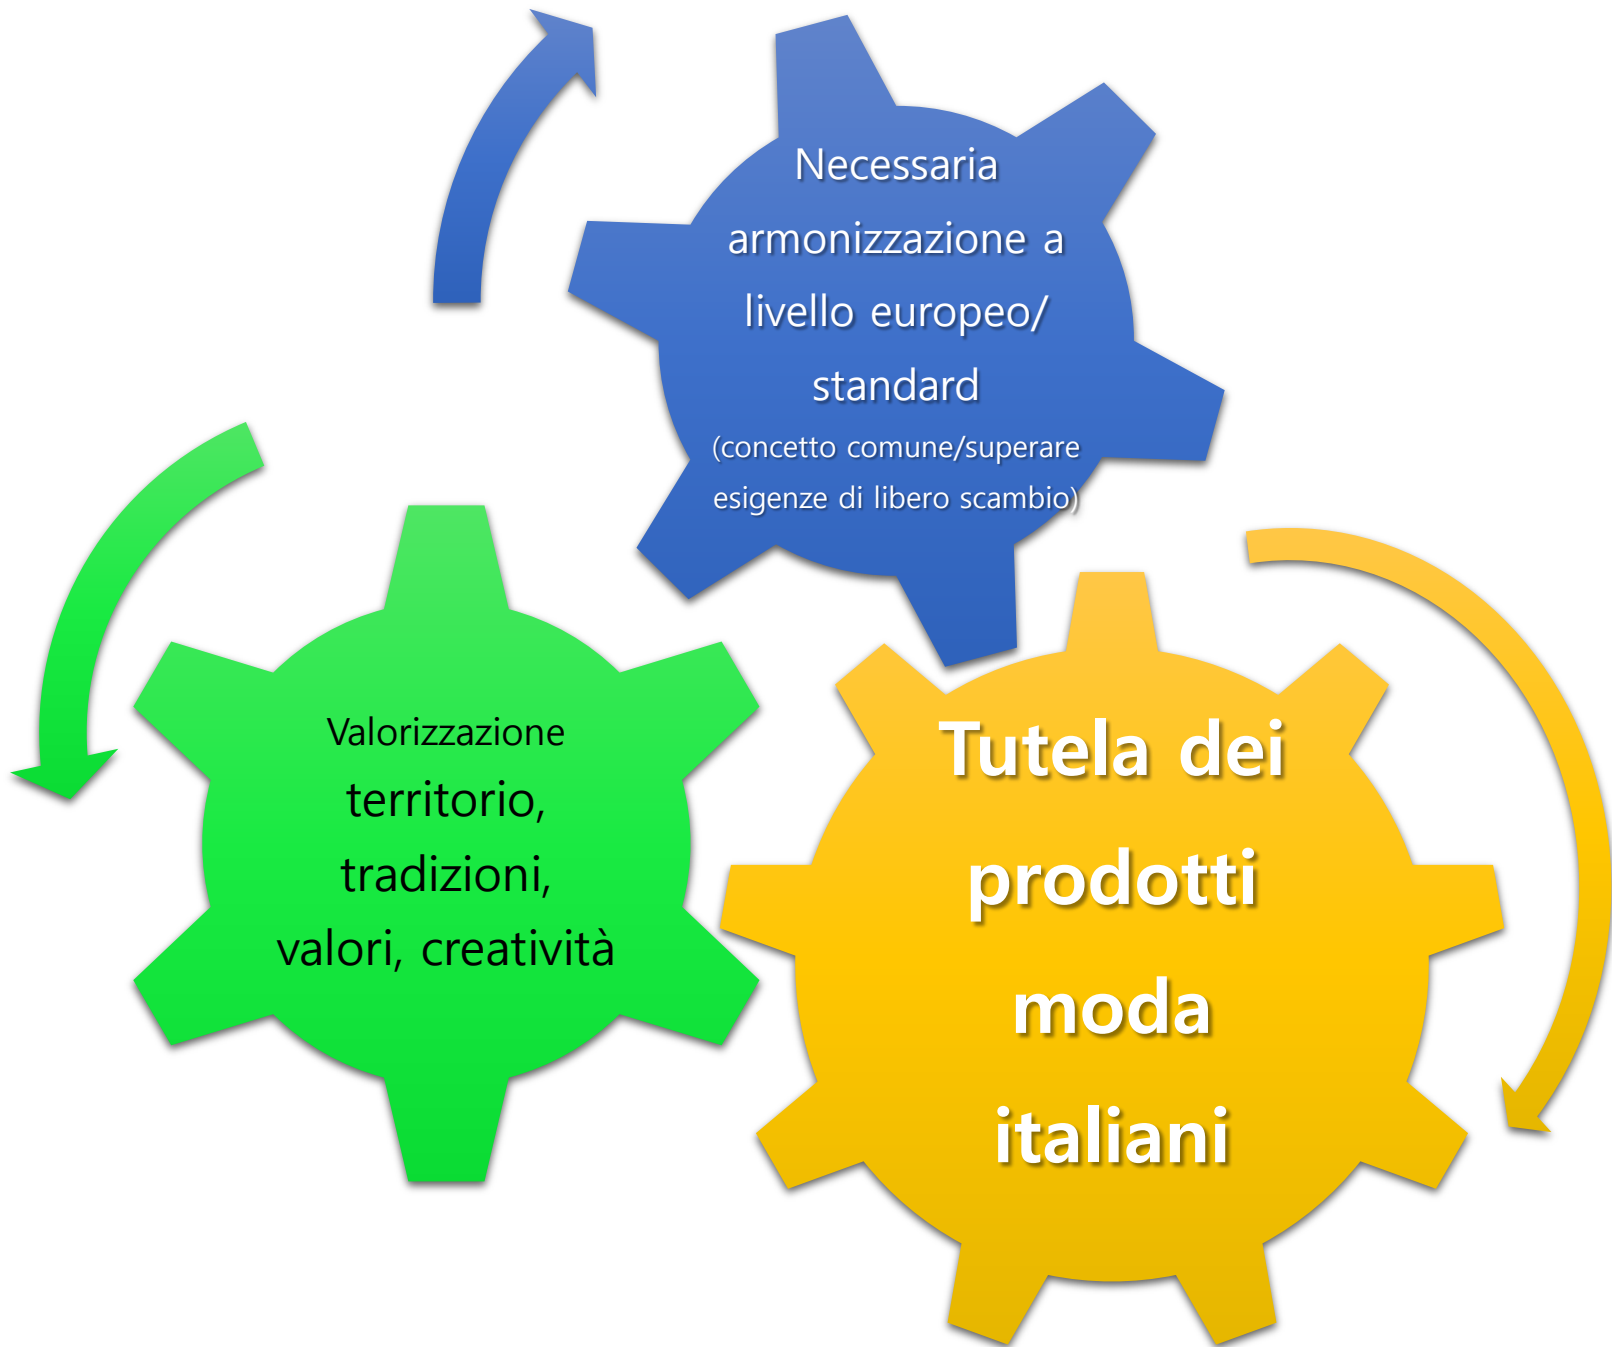 Necessaria
armonizzazione a
livello europeo/
standard
(concetto comune/superare
esigenze di libero scambio)
Valorizzazione
territorio,
tradizioni,
valori, creatività
Tutela dei
prodotti
moda
italiani